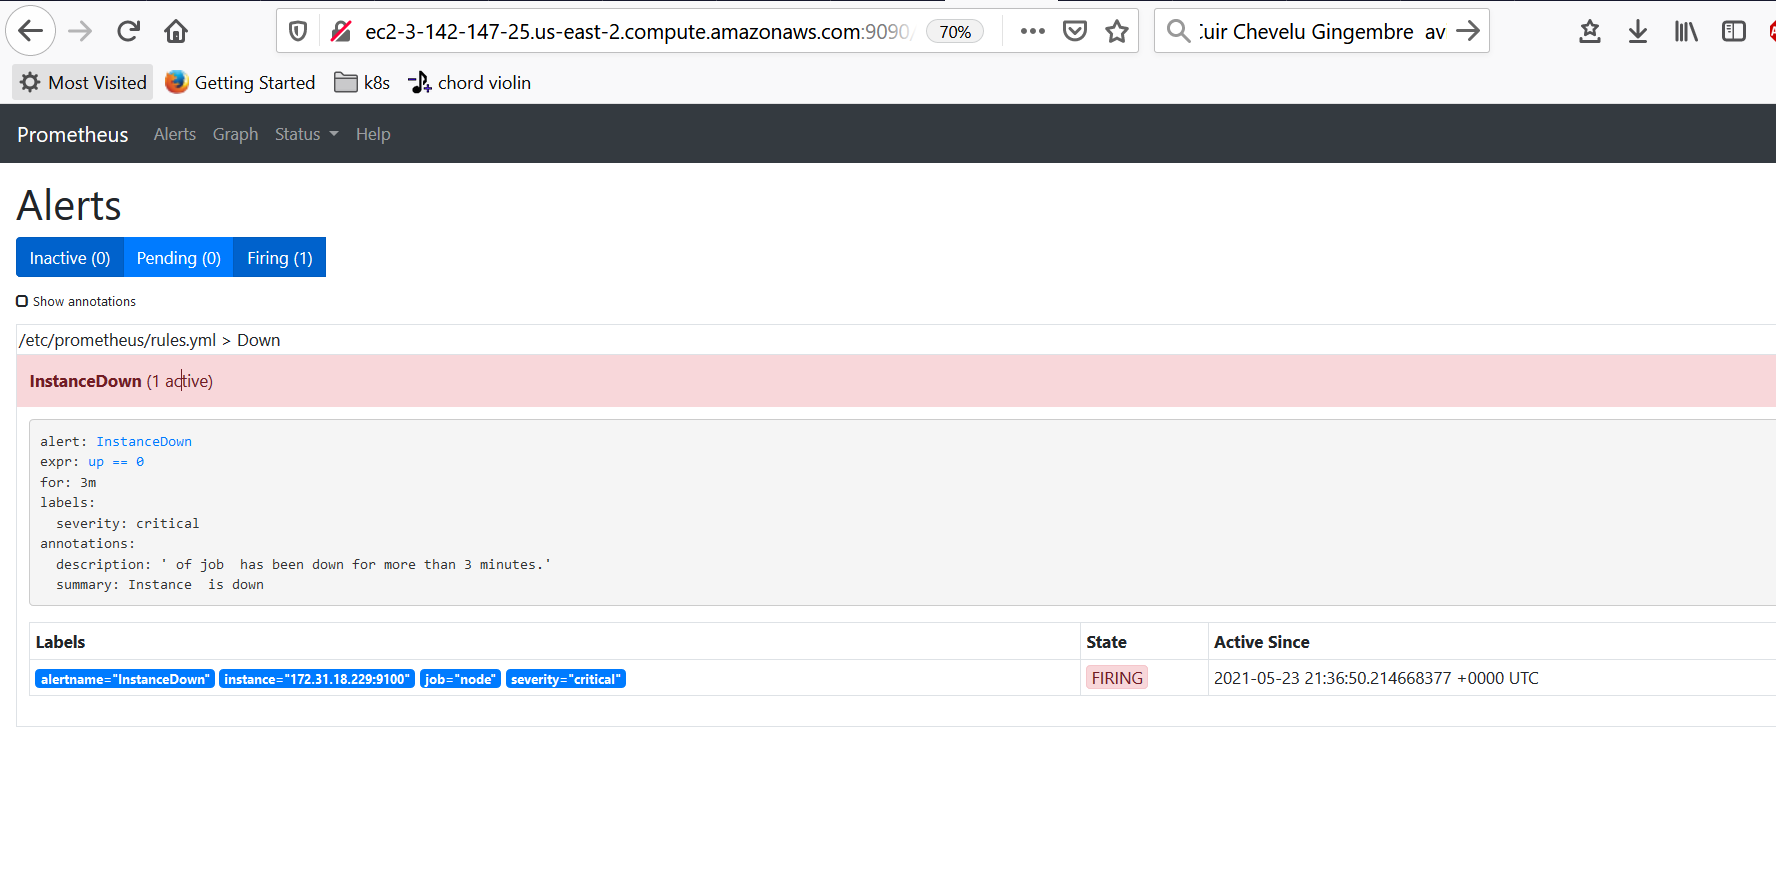 ec2-3-142-147-25.us-east-2.compute.amazonaws.com:9090/ 70% Cuir Chevelu Gingembre av
Most Visited Getting Started k8s chord violin
Prometheus Alerts Graph Status Help
Alerts
Inactive (0) Pending (0) Firing (1)
Show annotations
/etc/prometheus/rules.yml > Down
InstanceDown (1 active)
alert: InstanceDown
expr: up == 0
for: 3m
labels:
  severity: critical
annotations:
  description: ' of job  has been down for more than 3 minutes.'
  summary: Instance  is down
Labels State Active Since
alertname="InstanceDown" instance="172.31.18.229:9100" job="node" severity="critical" FIRING 2021-05-23 21:36:50.214668377 +0000 UTC